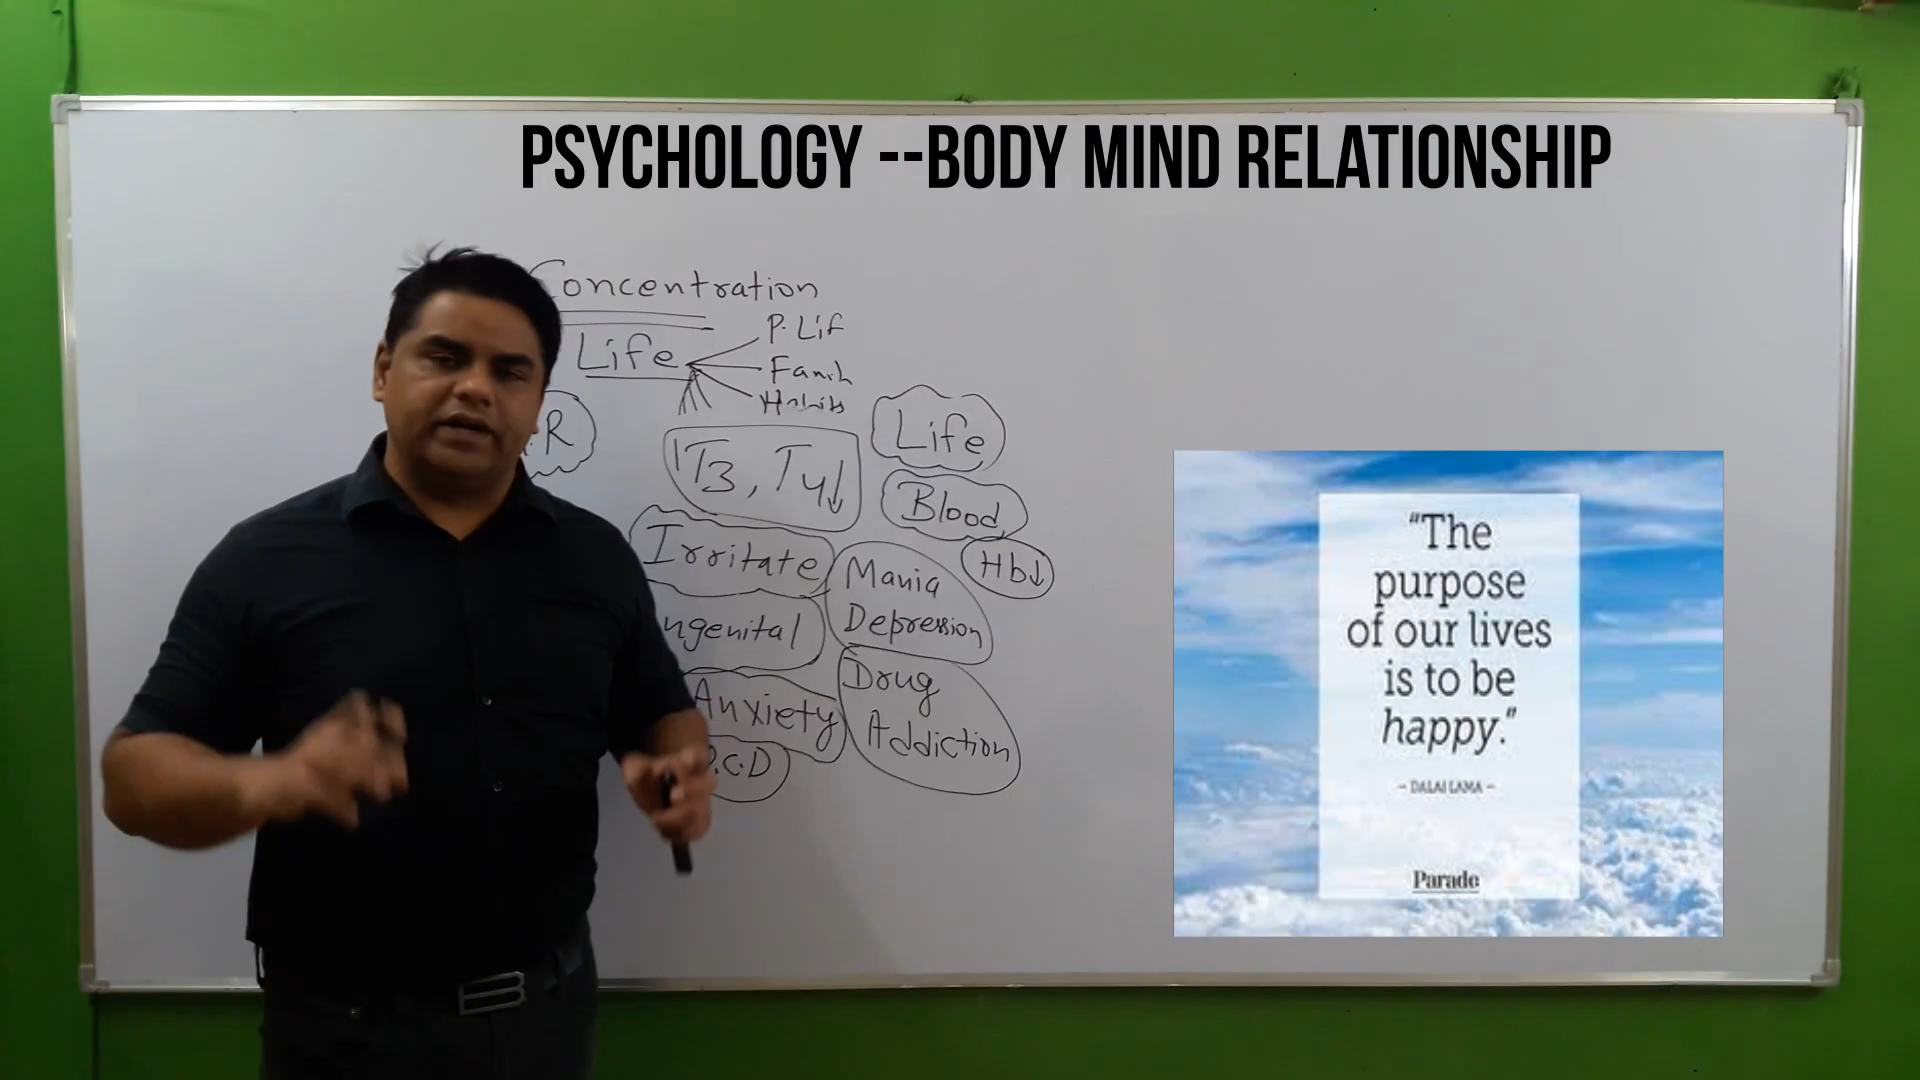 PSYCHOLOGY --BODY MIND RELATIONSHIP
Concentration
Life
P. Lif
Habits
R
T3, T4↓
Life
Blood
Hb↓
Irritate
Mania
Depression
ngenital
Drug
Addiction
Anxiety
.C.D
“The
purpose
of our lives
is to be
happy.”
– DALAI LAMA –
Parade